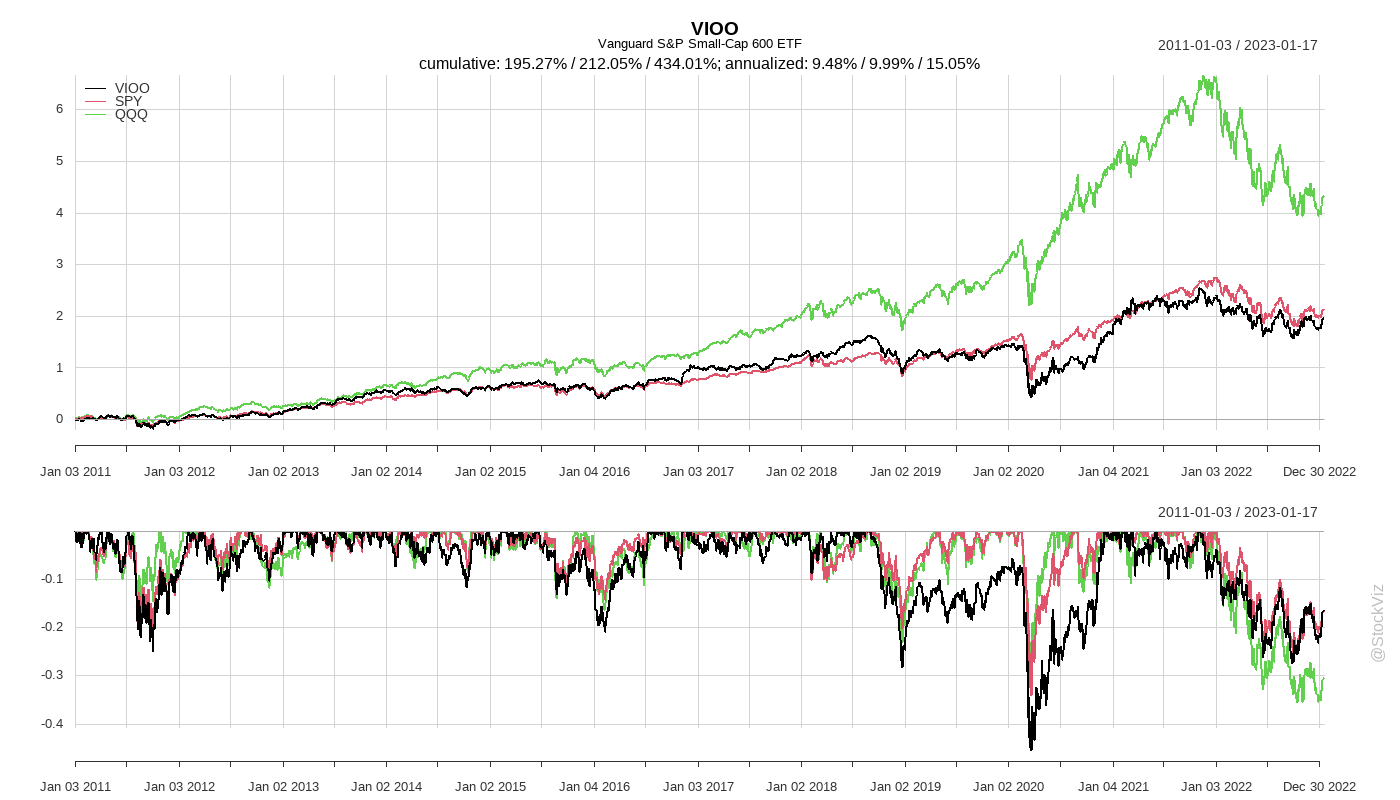 VIOO
Vanguard S&P Small-Cap 600 ETF
2011-01-03 / 2023-01-17
cumulative: 195.27% / 212.05% / 434.01%; annualized: 9.48% / 9.99% / 15.05%
VIOO
SPY
QQQ
6
5
4
3
2
1
0
Jan 03 2011 Jan 03 2012 Jan 02 2013 Jan 02 2014 Jan 02 2015 Jan 04 2016 Jan 03 2017 Jan 02 2018 Jan 02 2019 Jan 02 2020 Jan 04 2021 Jan 03 2022 Dec 30 2022
2011-01-03 / 2023-01-17
-0.1
-0.2
-0.3
-0.4
@StockViz
Jan 03 2011 Jan 03 2012 Jan 02 2013 Jan 02 2014 Jan 02 2015 Jan 04 2016 Jan 03 2017 Jan 02 2018 Jan 02 2019 Jan 02 2020 Jan 04 2021 Jan 03 2022 Dec 30 2022